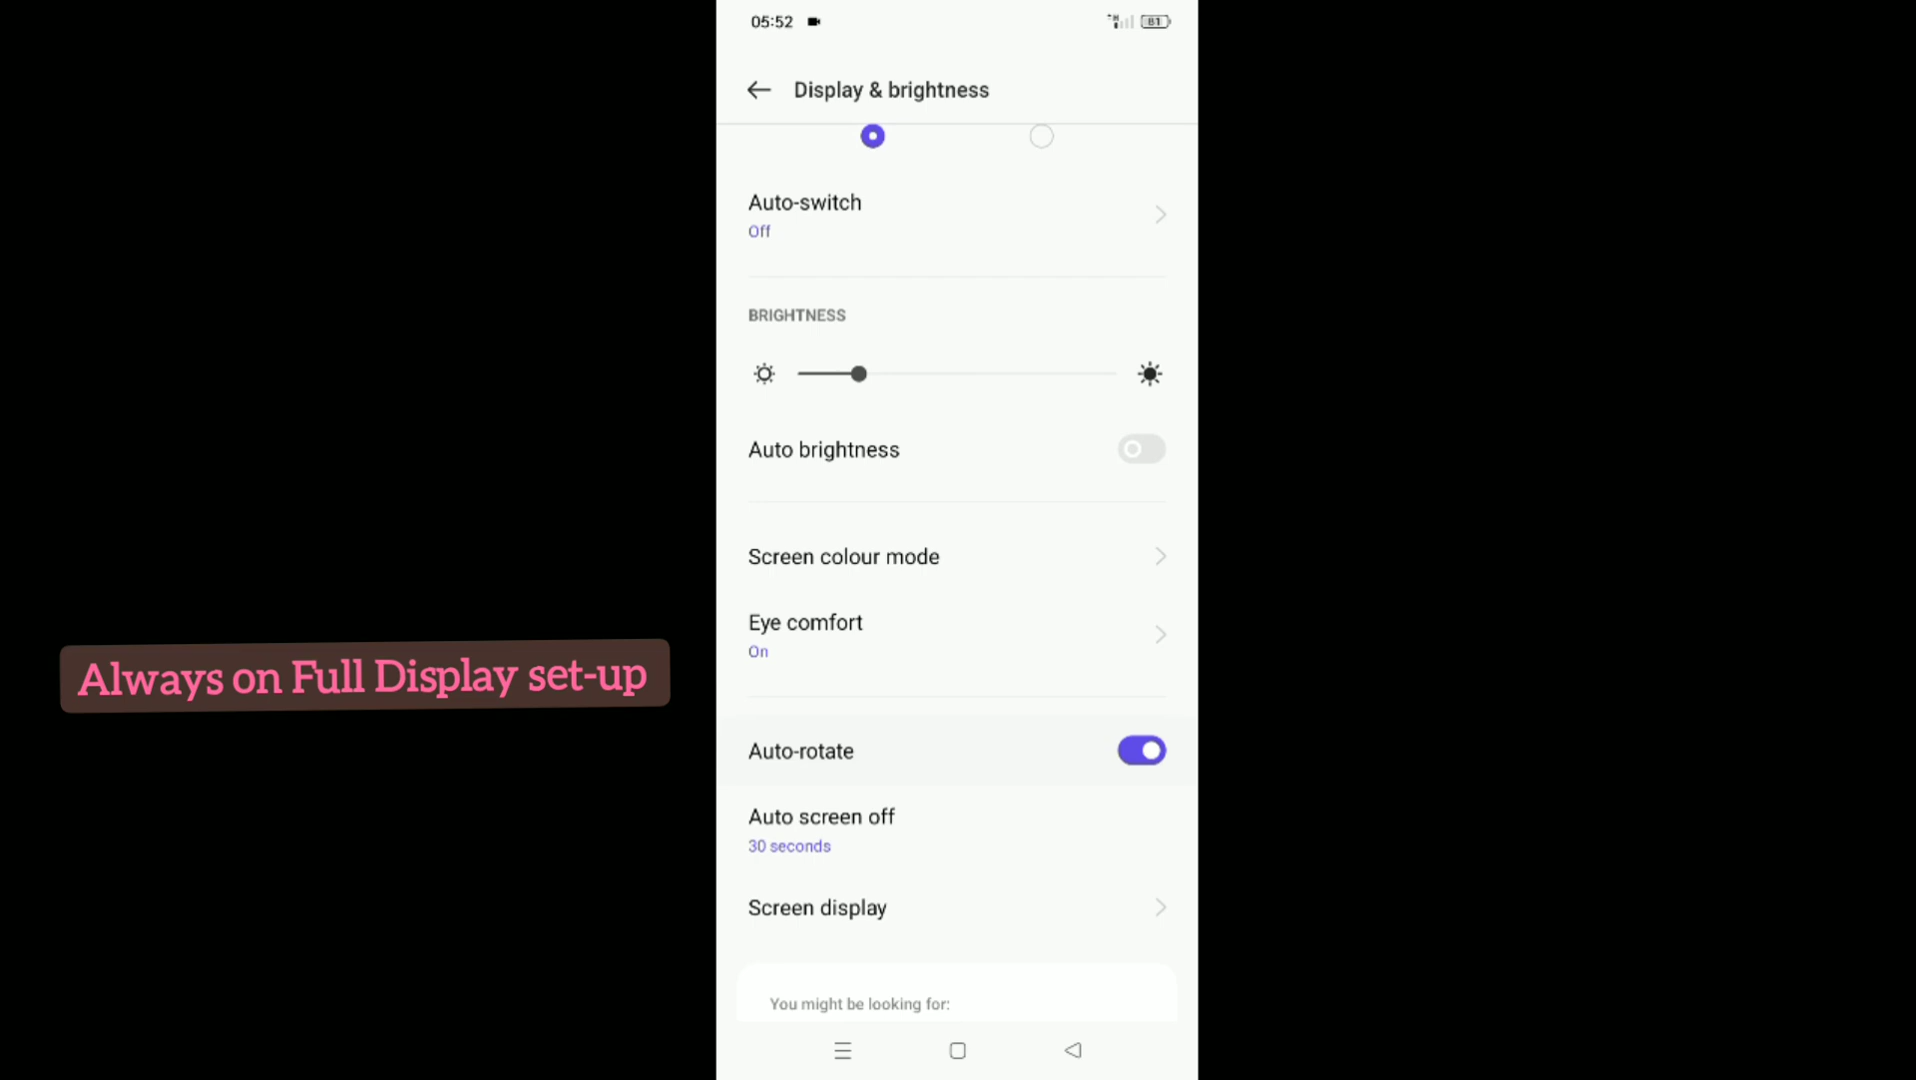 05:52
81
Display & brightness
Auto-switch
Off
BRIGHTNESS
Auto brightness
Screen colour mode
Eye comfort
On
Always on Full Display set-up
Auto-rotate
Auto screen off
30 seconds
Screen display
You might be looking for: